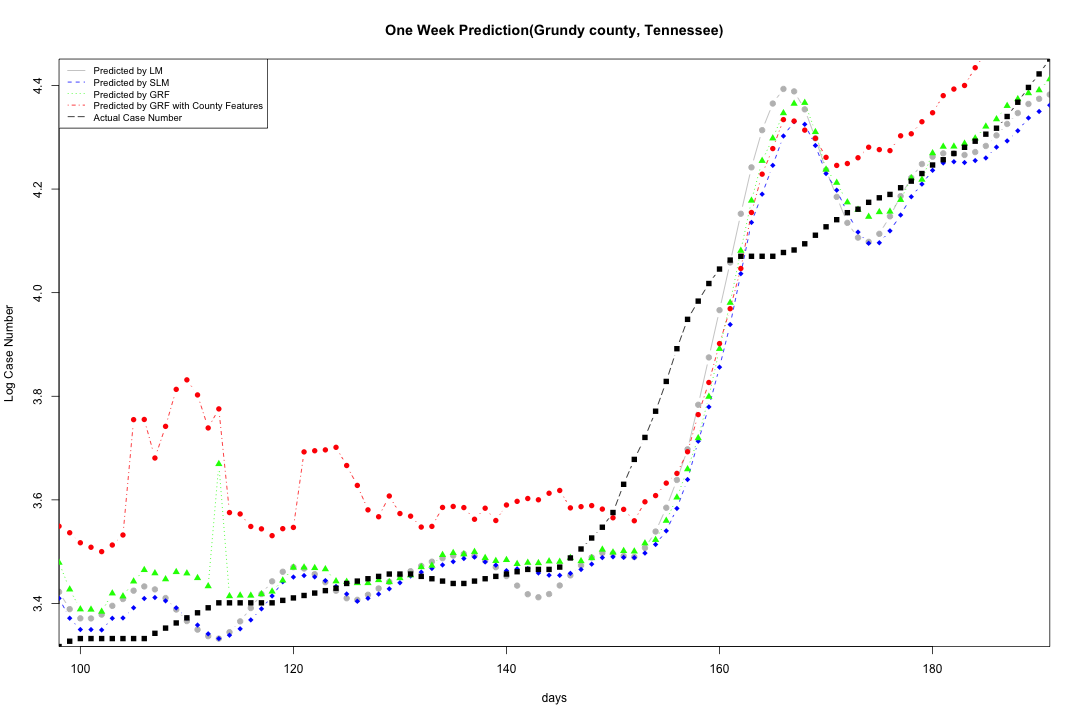 One Week Prediction(Grundy county, Tennessee)
Predicted by LM
Predicted by SLM
Predicted by GRF
Predicted by GRF with County Features
Actual Case Number
4.4
4.2
4.0
3.8
3.6
3.4
Log Case Number
100 120 140 160 180
days